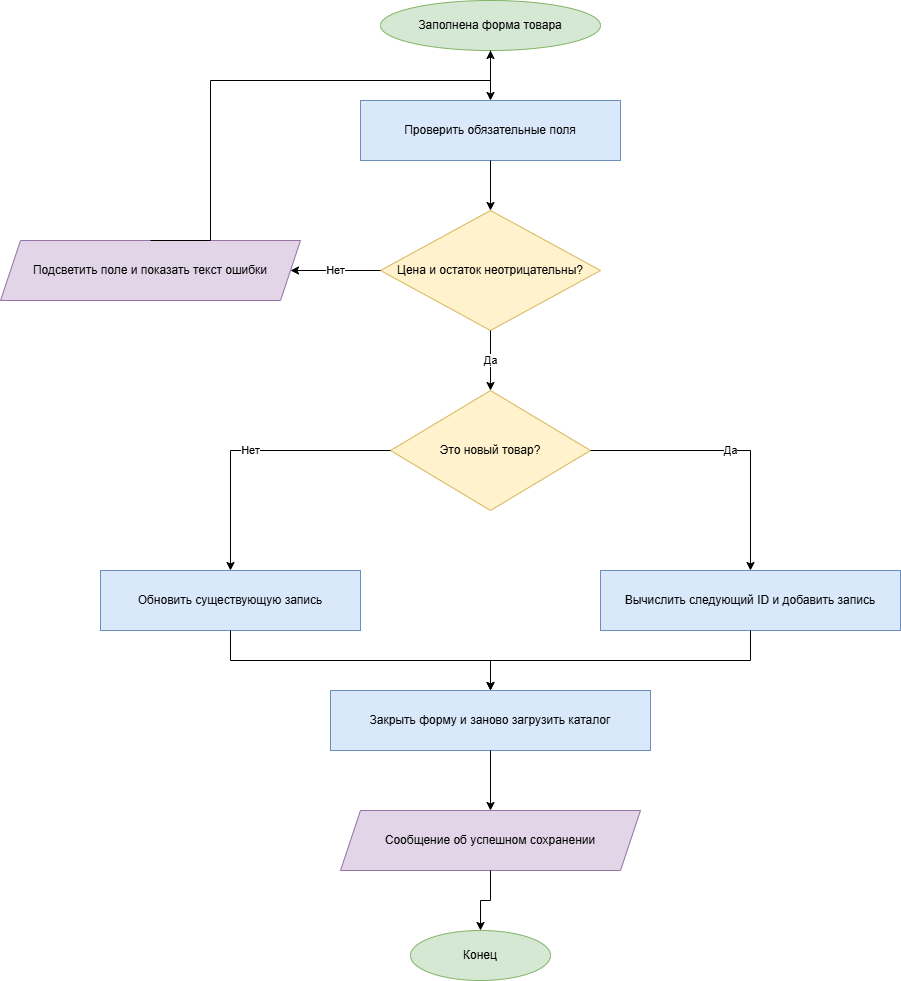 Заполнена форма товара
Проверить обязательные поля
Подсветить поле и показать текст ошибки
Нет
Цена и остаток неотрицательны?
Да
Нет
Это новый товар?
Да
Обновить существующую запись
Вычислить следующий ID и добавить запись
Закрыть форму и заново загрузить каталог
Сообщение об успешном сохранении
Конец